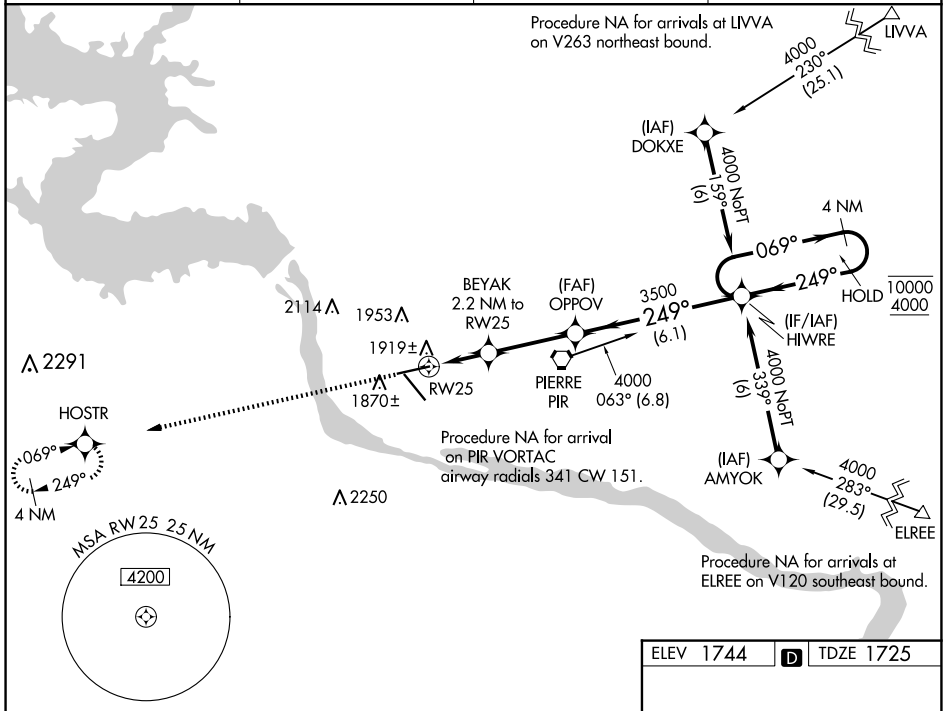 Procedure NA for arrivals at LIVVA
on V263 northeast bound.
LIVVA
4000
230°
(25.1)
(IAF)
DOKXE
4000 NoPT
159°
(6)
4 NM
069°
249°
HOLD
10000
4000
(IF/IAF)
HIWRE
BEYAK
2.2 NM to
RW25
(FAF)
OPPOV
3500
249°
(6.1)
2114
1953
1919±
2291
1870±
RW25
PIERRE
PIR
4000
063° (6.8)
4000 NoPT
339°
(6)
HOSTR
069°
249°
4 NM
Procedure NA for arrival
on PIR VORTAC
airway radials 341 CW 151.
(IAF)
AMYOK
4000
283°
(29.5)
ELREE
2250
MSA RW 25 25 NM
4200
Procedure NA for arrivals at
ELREE on V120 southeast bound.
ELEV 1744 D TDZE 1725